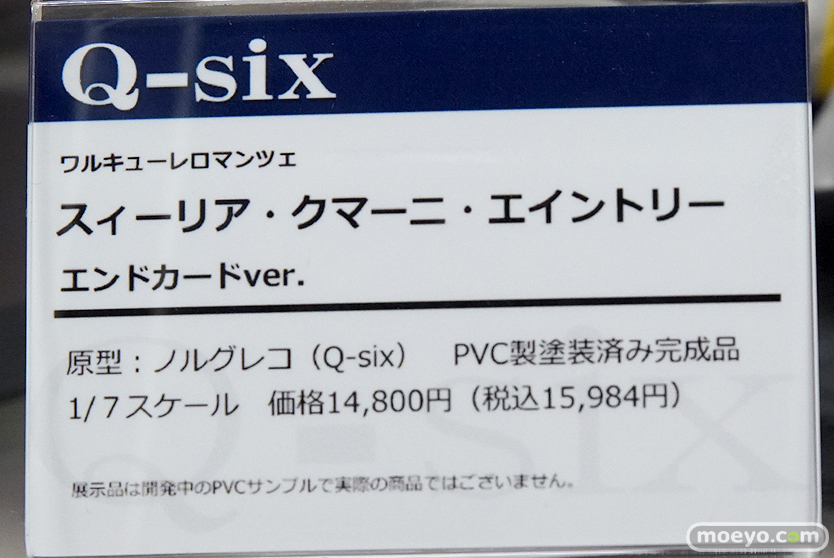 Q-six
ワルキューレロマンツェ
スィーリア・クマーニ・エイントリー
エンドカードver.
原型：ノルグレコ（Q-six）　PVC製塗装済み完成品
1/７スケール　価格14,800円（税込15,984円）
Q-six
展示品は開発中のPVCサンプルで実際の商品ではございません。
moeyo.com